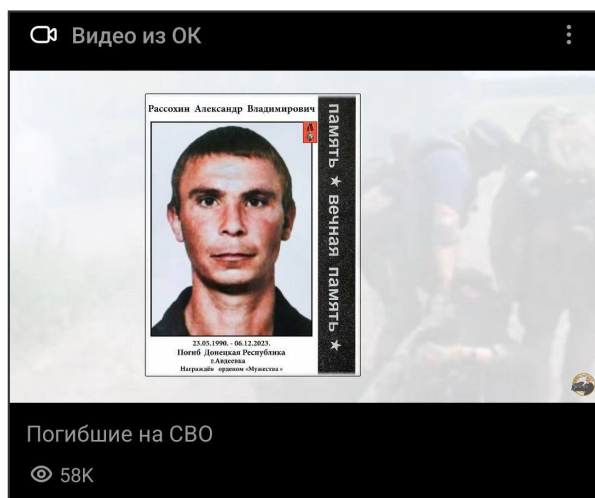 Видео из ОК
Рассохин Александр Владимирович
память ★ вечная память ★
23.05.1990. - 06.12.2023.
Погиб Донецкая Республика
г.Авдеевка
Награждён орденом «Мужества»
Погибшие на СВО
58K